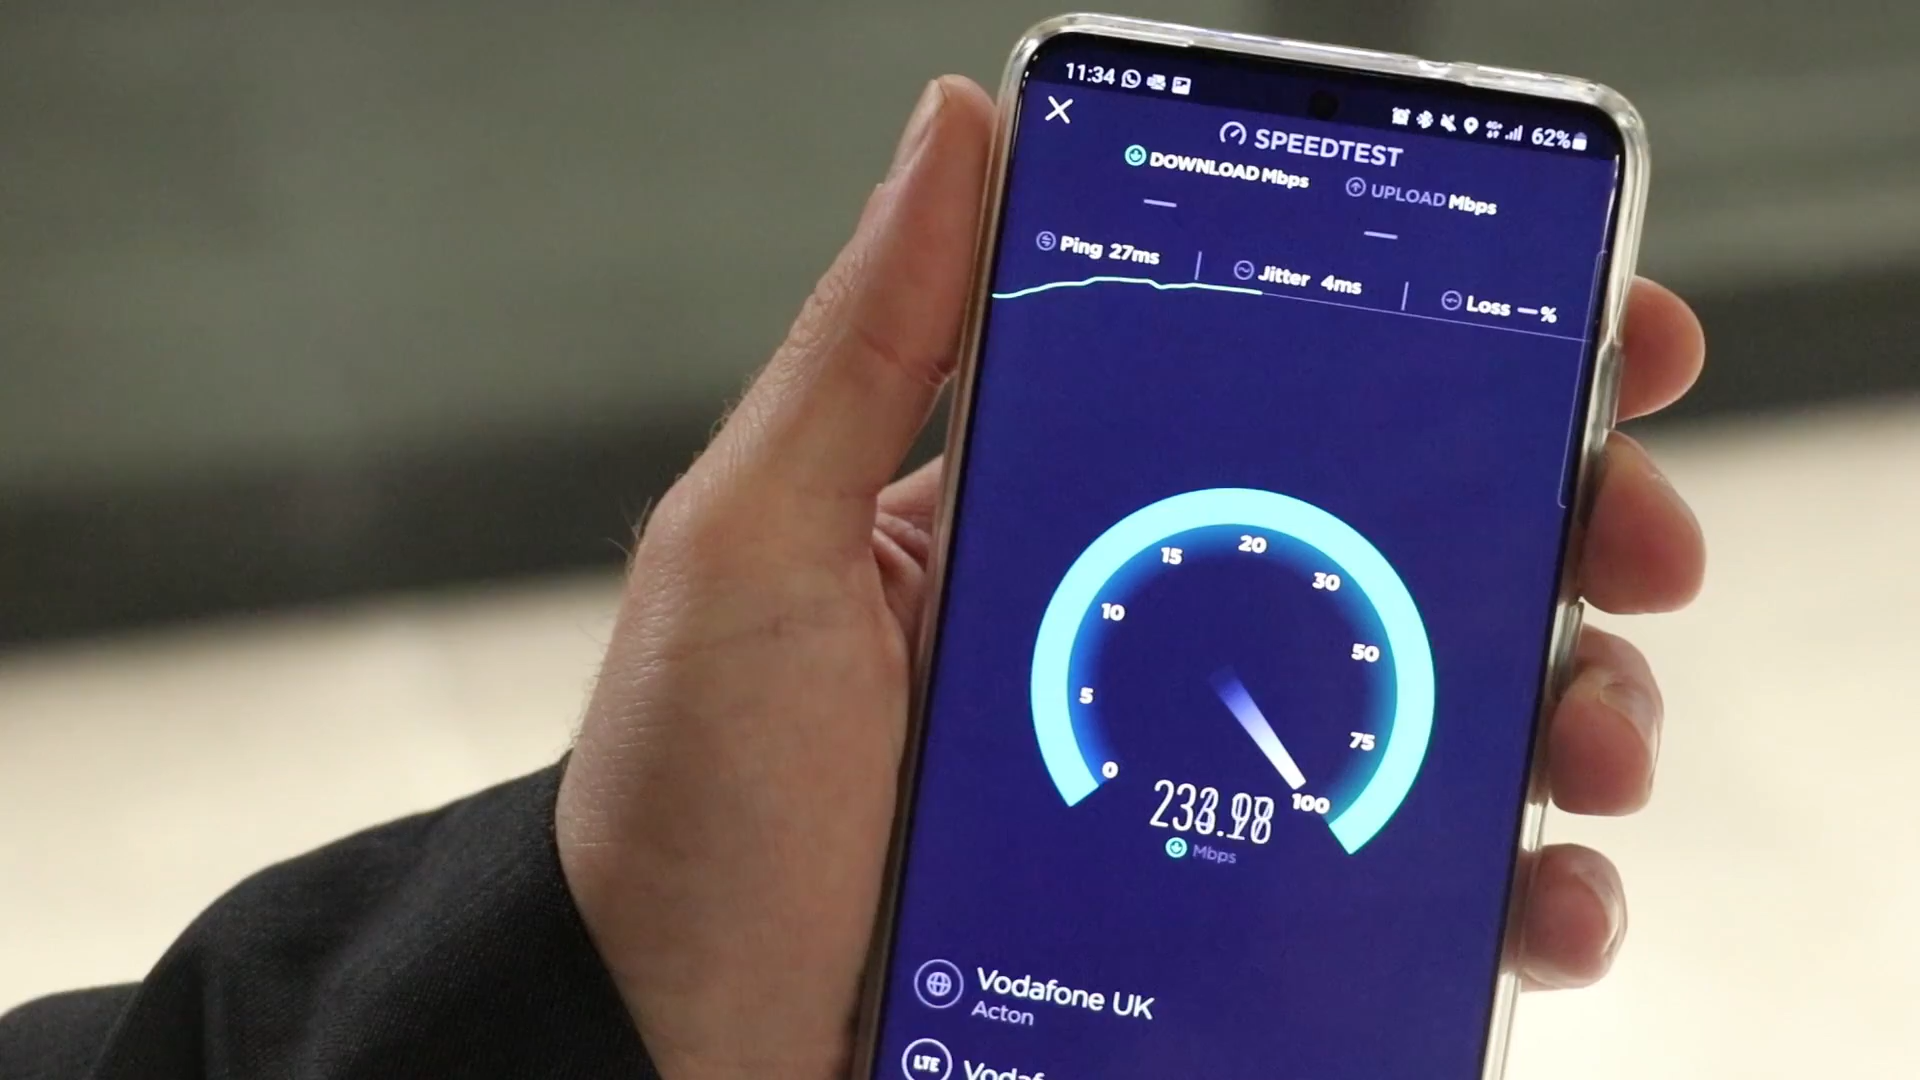 11:34
62%
SPEEDTEST
DOWNLOAD Mbps
UPLOAD Mbps
Ping 27ms
Jitter 4ms
Loss — %
0
5
10
15
20
30
50
75
100
Mbps
Vodafone UK
Acton
LTE